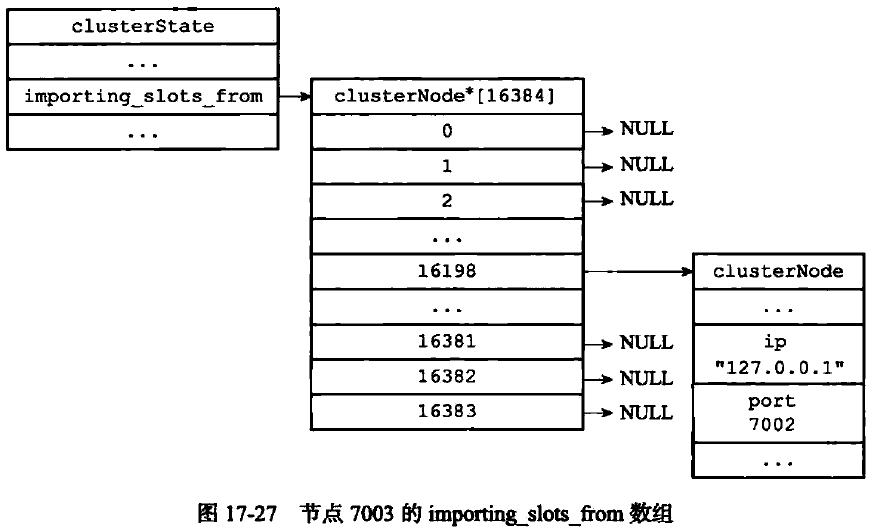 clusterState
...
importing_slots_from
...
clusterNode*[16384]
0
NULL
1
NULL
2
NULL
...
16198
...
16381
NULL
16382
NULL
16383
NULL
clusterNode
...
ip
"127.0.0.1"
port
7002
...
图 17-27 节点 7003 的 importing_slots_from 数组